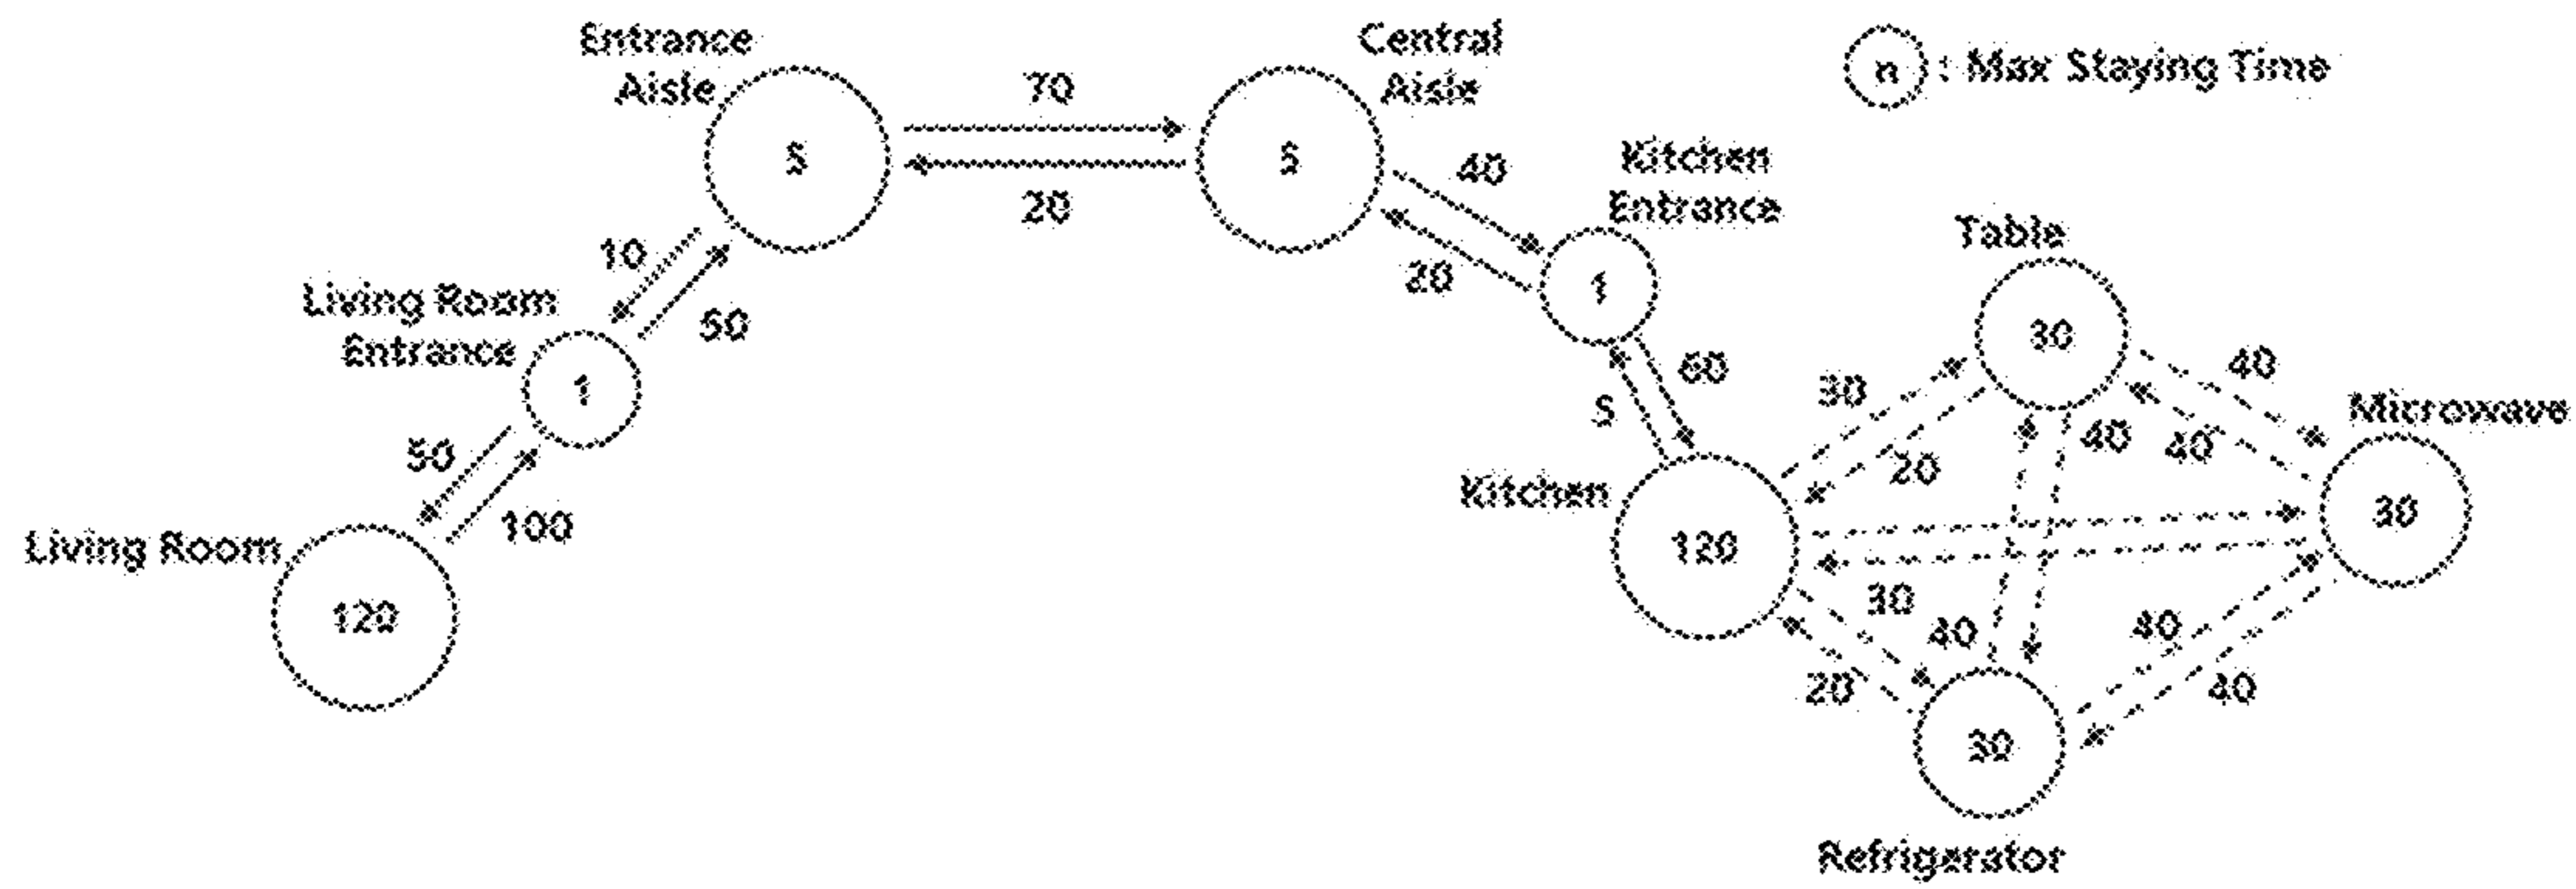 Entrance
Aisle
Central
Aisle
n : Max Staying Time
70
20
5
5
40
20
Kitchen
Entrance
1
Table
30
10
50
Living Room
Entrance
1
60
5
30
20
40
40
40
Microwave
30
50
100
Living Room
120
Kitchen
120
30
20
40
40
40
30
Refrigerator